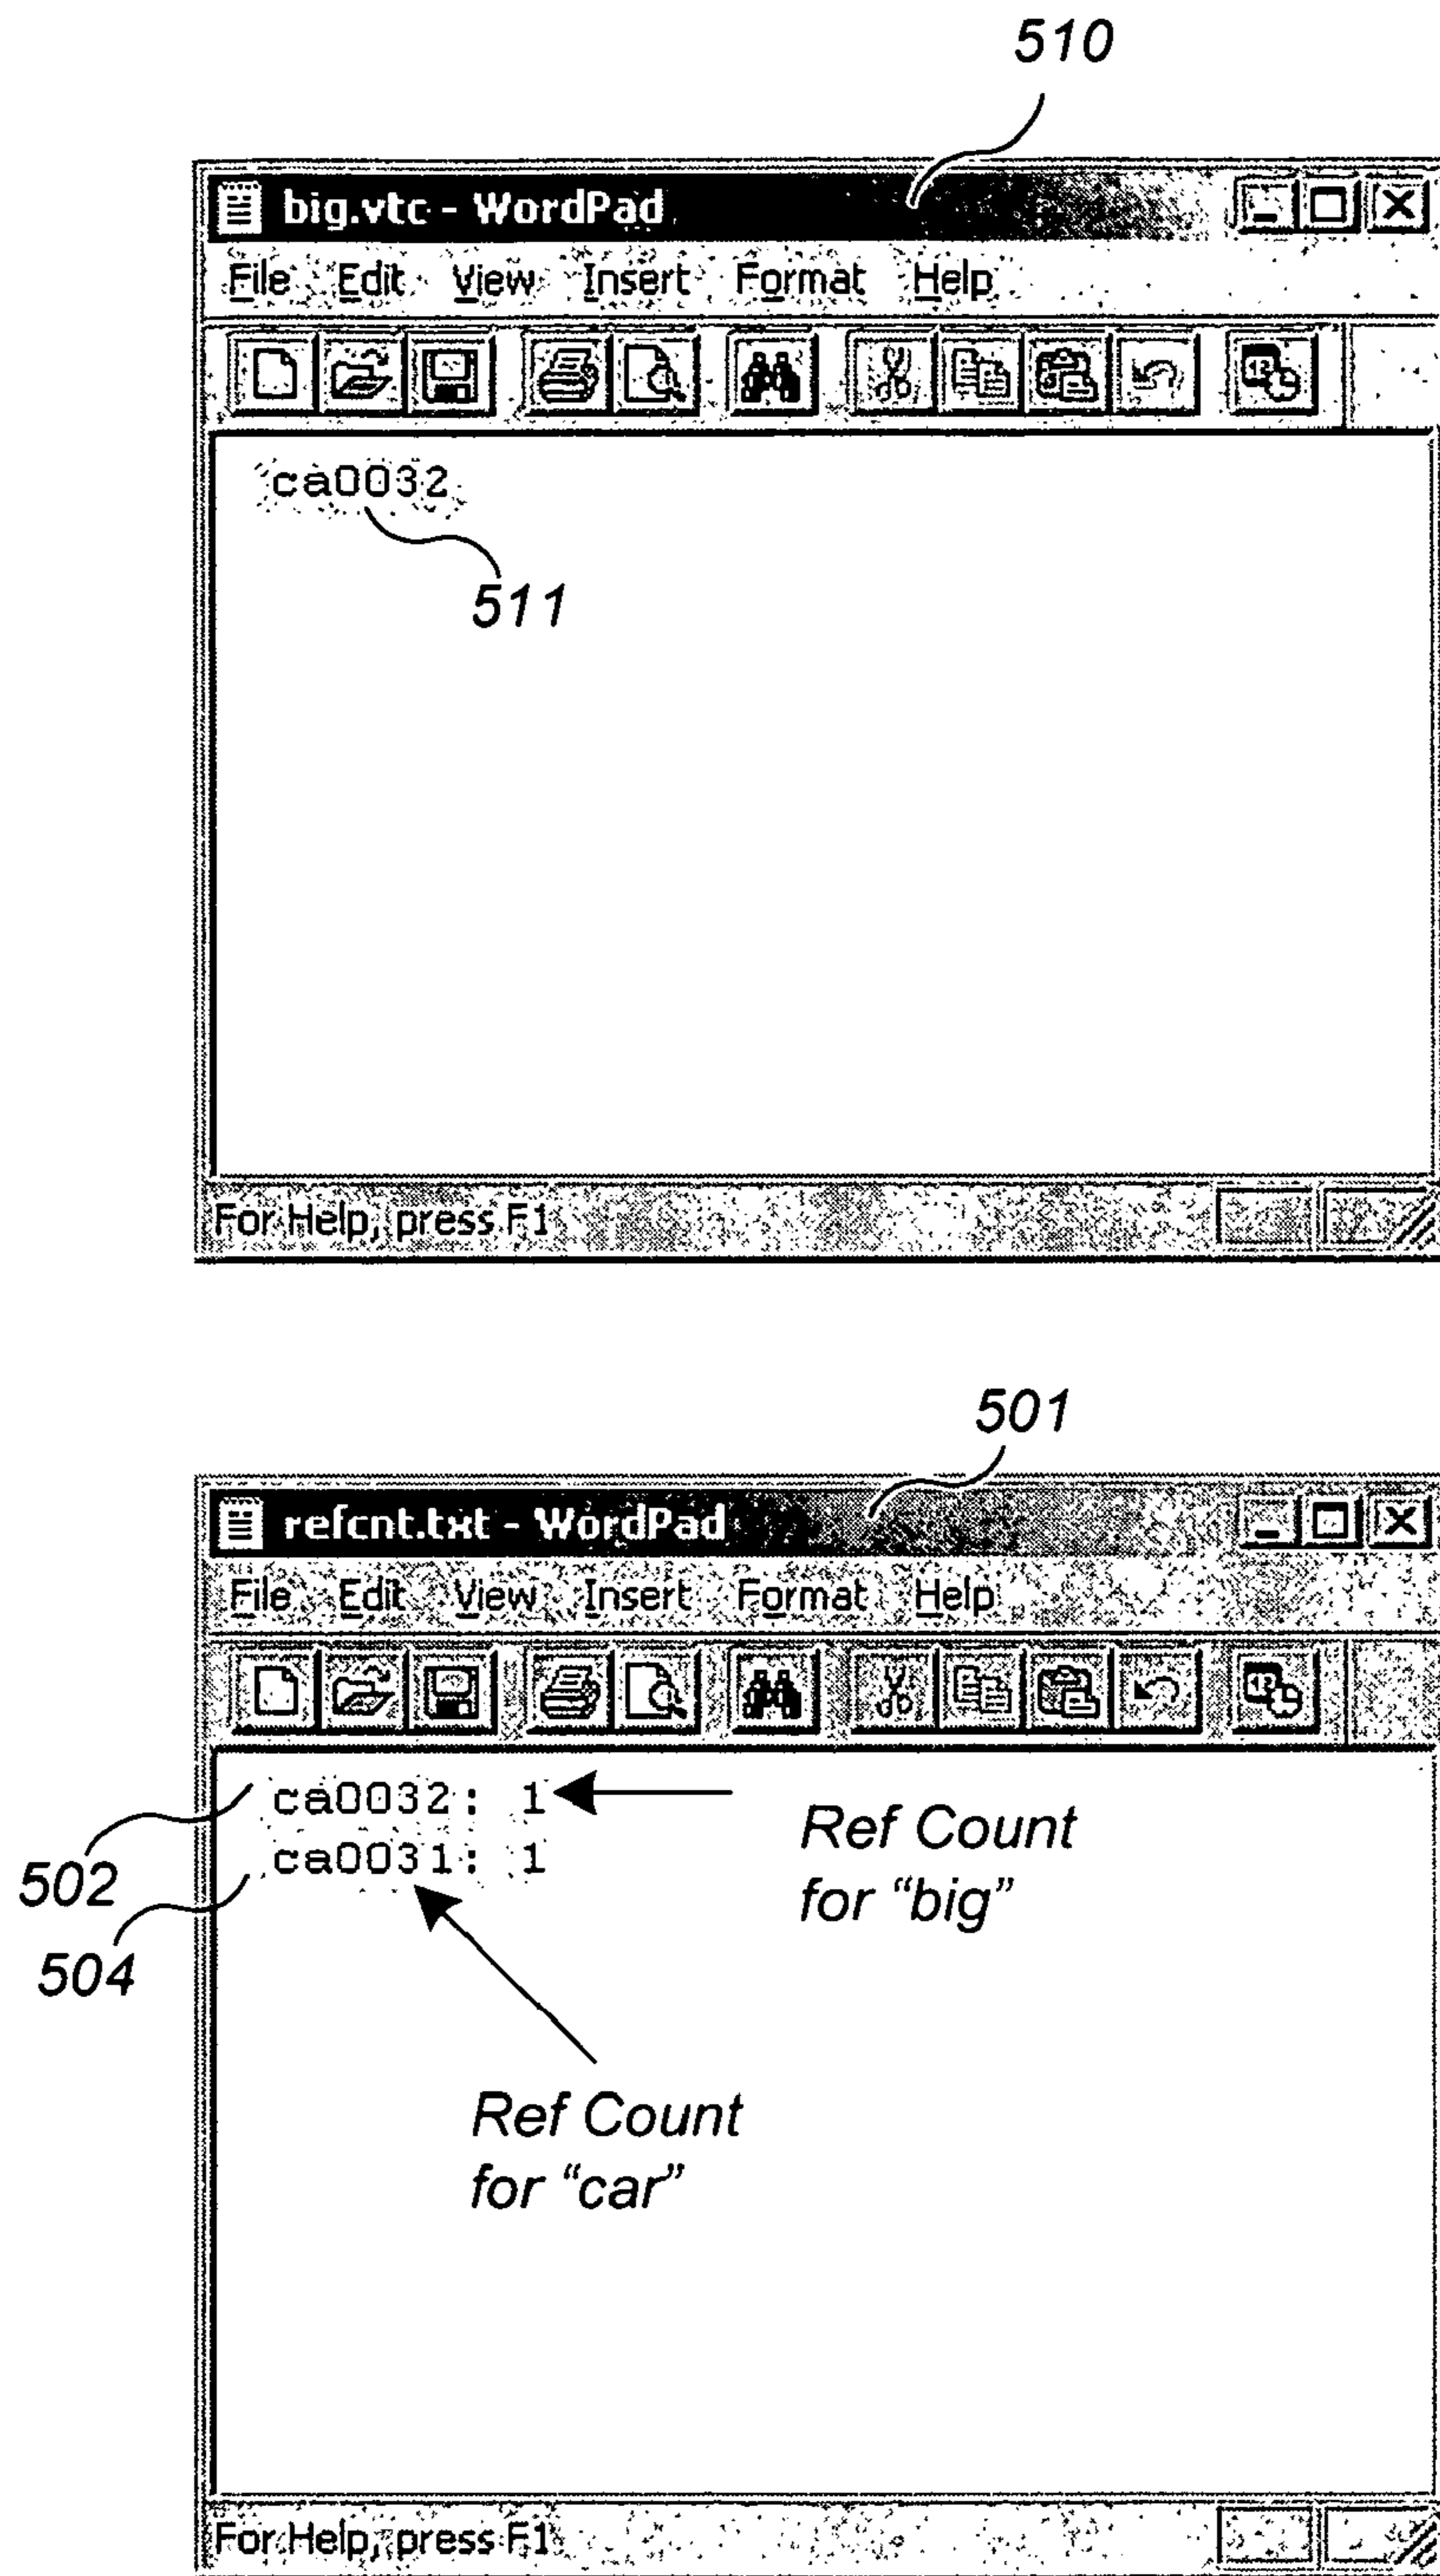 510
big.vtc - WordPad
File Edit View Insert Format Help
ca0032
511
For Help, press F1
501
refcnt.txt - WordPad
File Edit View Insert Format Help
ca0032: 1
ca0031: 1
502
504
Ref Count
for “big”
Ref Count
for “car”
For Help, press F1